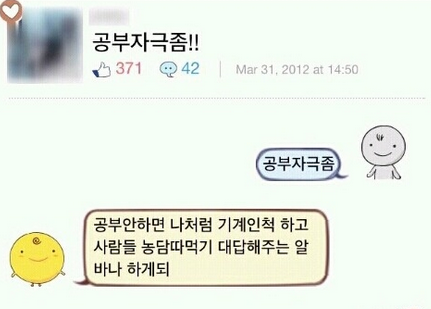 공부자극좀!!
371 42 Mar 31, 2012 at 14:50
공부자극좀
공부안하면 나처럼 기계인척 하고
사람들 농담따먹기 대답해주는 알
바나 하게되